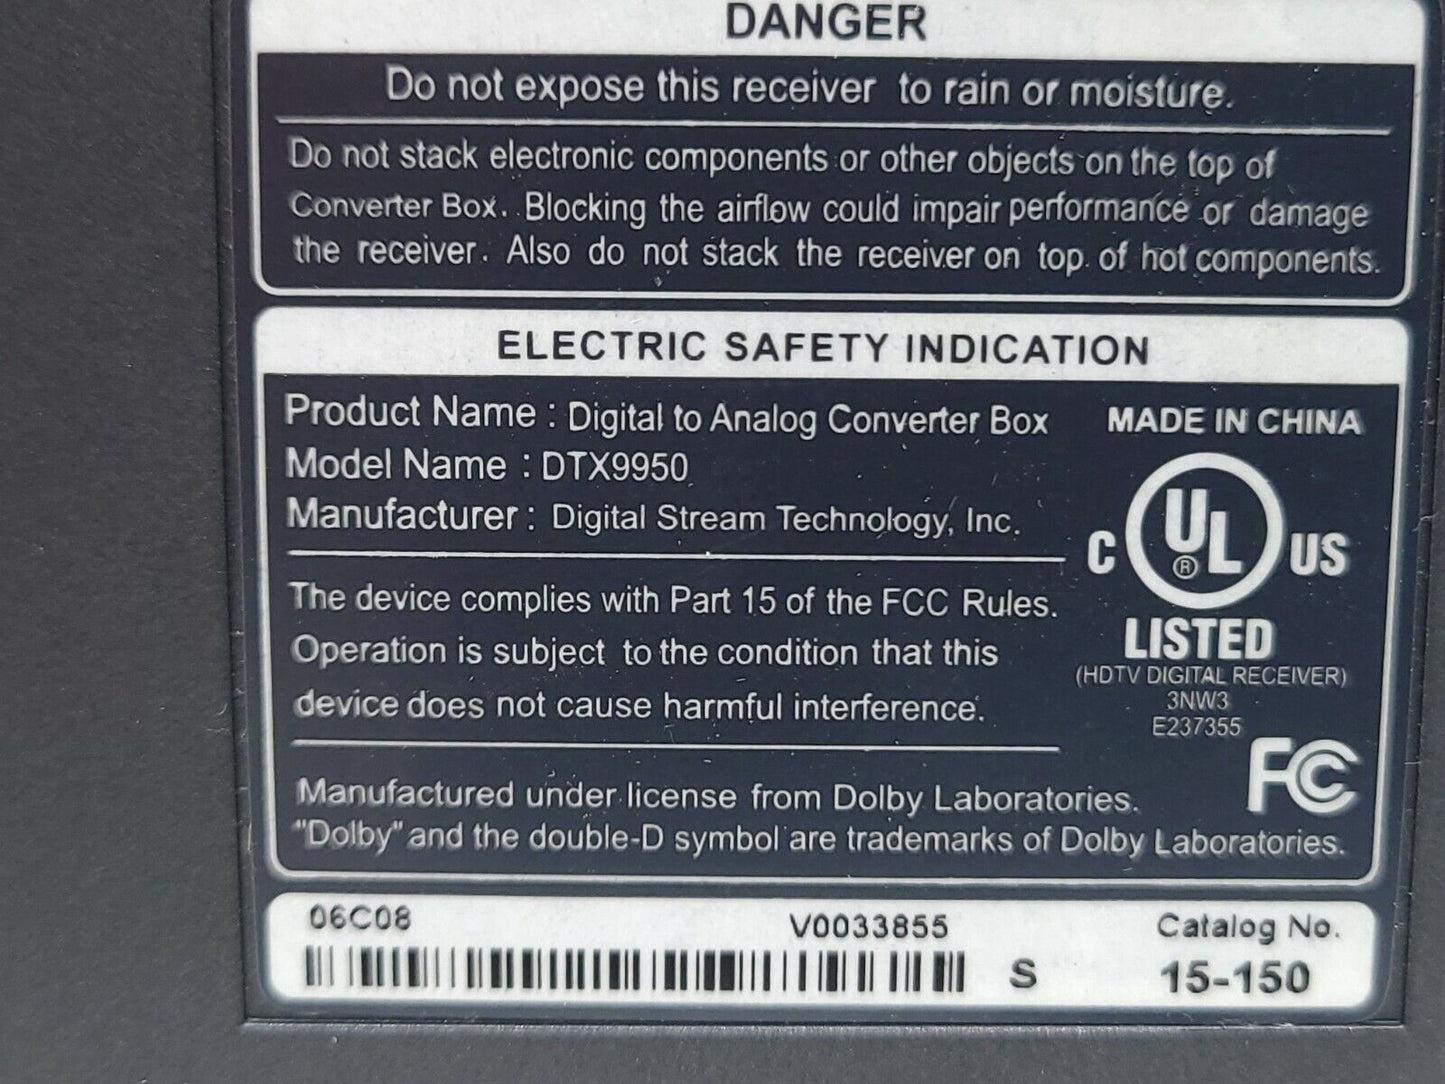 DANGER
Do not expose this receiver to rain or moisture.
Do not stack electronic components or other objects on the top of
Converter Box. Blocking the airflow could impair performance or damage
the receiver. Also do not stack the receiver on top of hot components.
ELECTRIC SAFETY INDICATION
Product Name : Digital to Analog Converter Box
Model Name : DTX9950
Manufacturer : Digital Stream Technology, Inc.
The device complies with Part 15 of the FCC Rules.
Operation is subject to the condition that this
device does not cause harmful interference.
MADE IN CHINA
C UL ® US
LISTED
(HDTV DIGITAL RECEIVER)
3NW3
E237355
FC
Manufactured under license from Dolby Laboratories.
"Dolby" and the double-D symbol are trademarks of Dolby Laboratories.
06C08 V0033855 Catalog No.
S 15-150